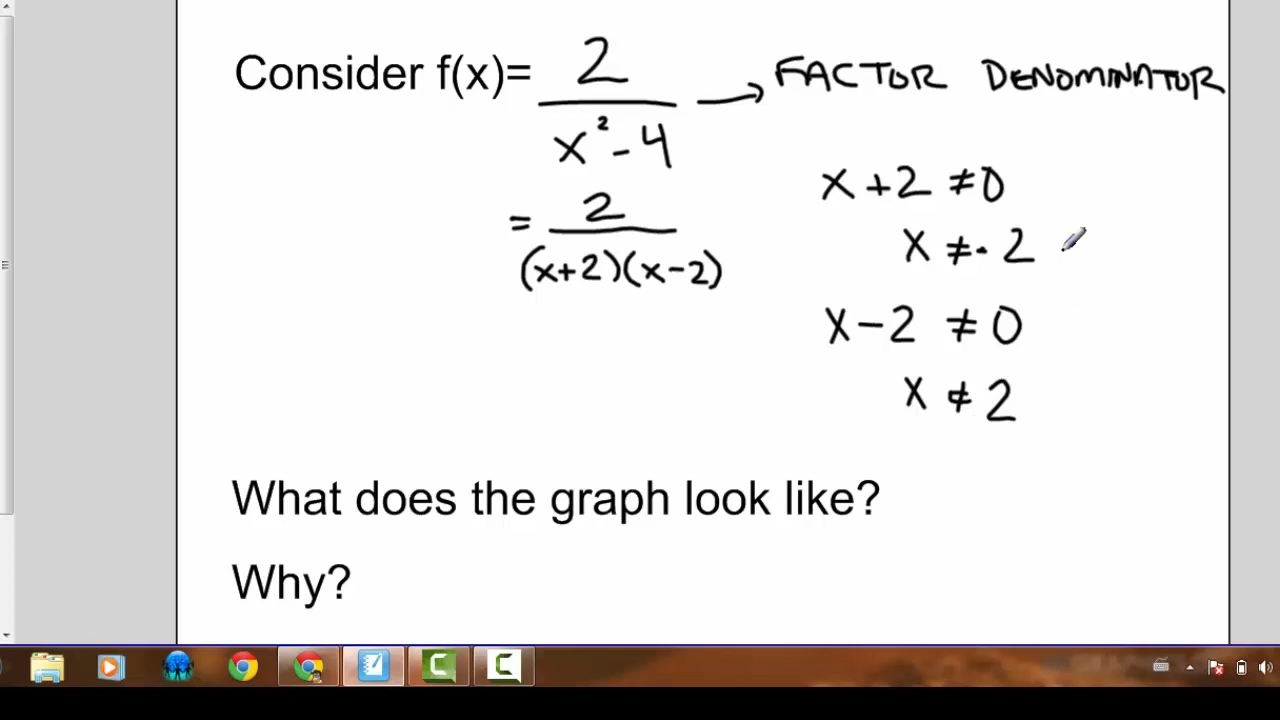 Consider f(x)= 2 → FACTOR DENOMINATOR
x² - 4
= 2
(x+2)(x-2)
x + 2 ≠ 0
x ≠ - 2
x - 2 ≠ 0
x ≠ 2
What does the graph look like?
Why?